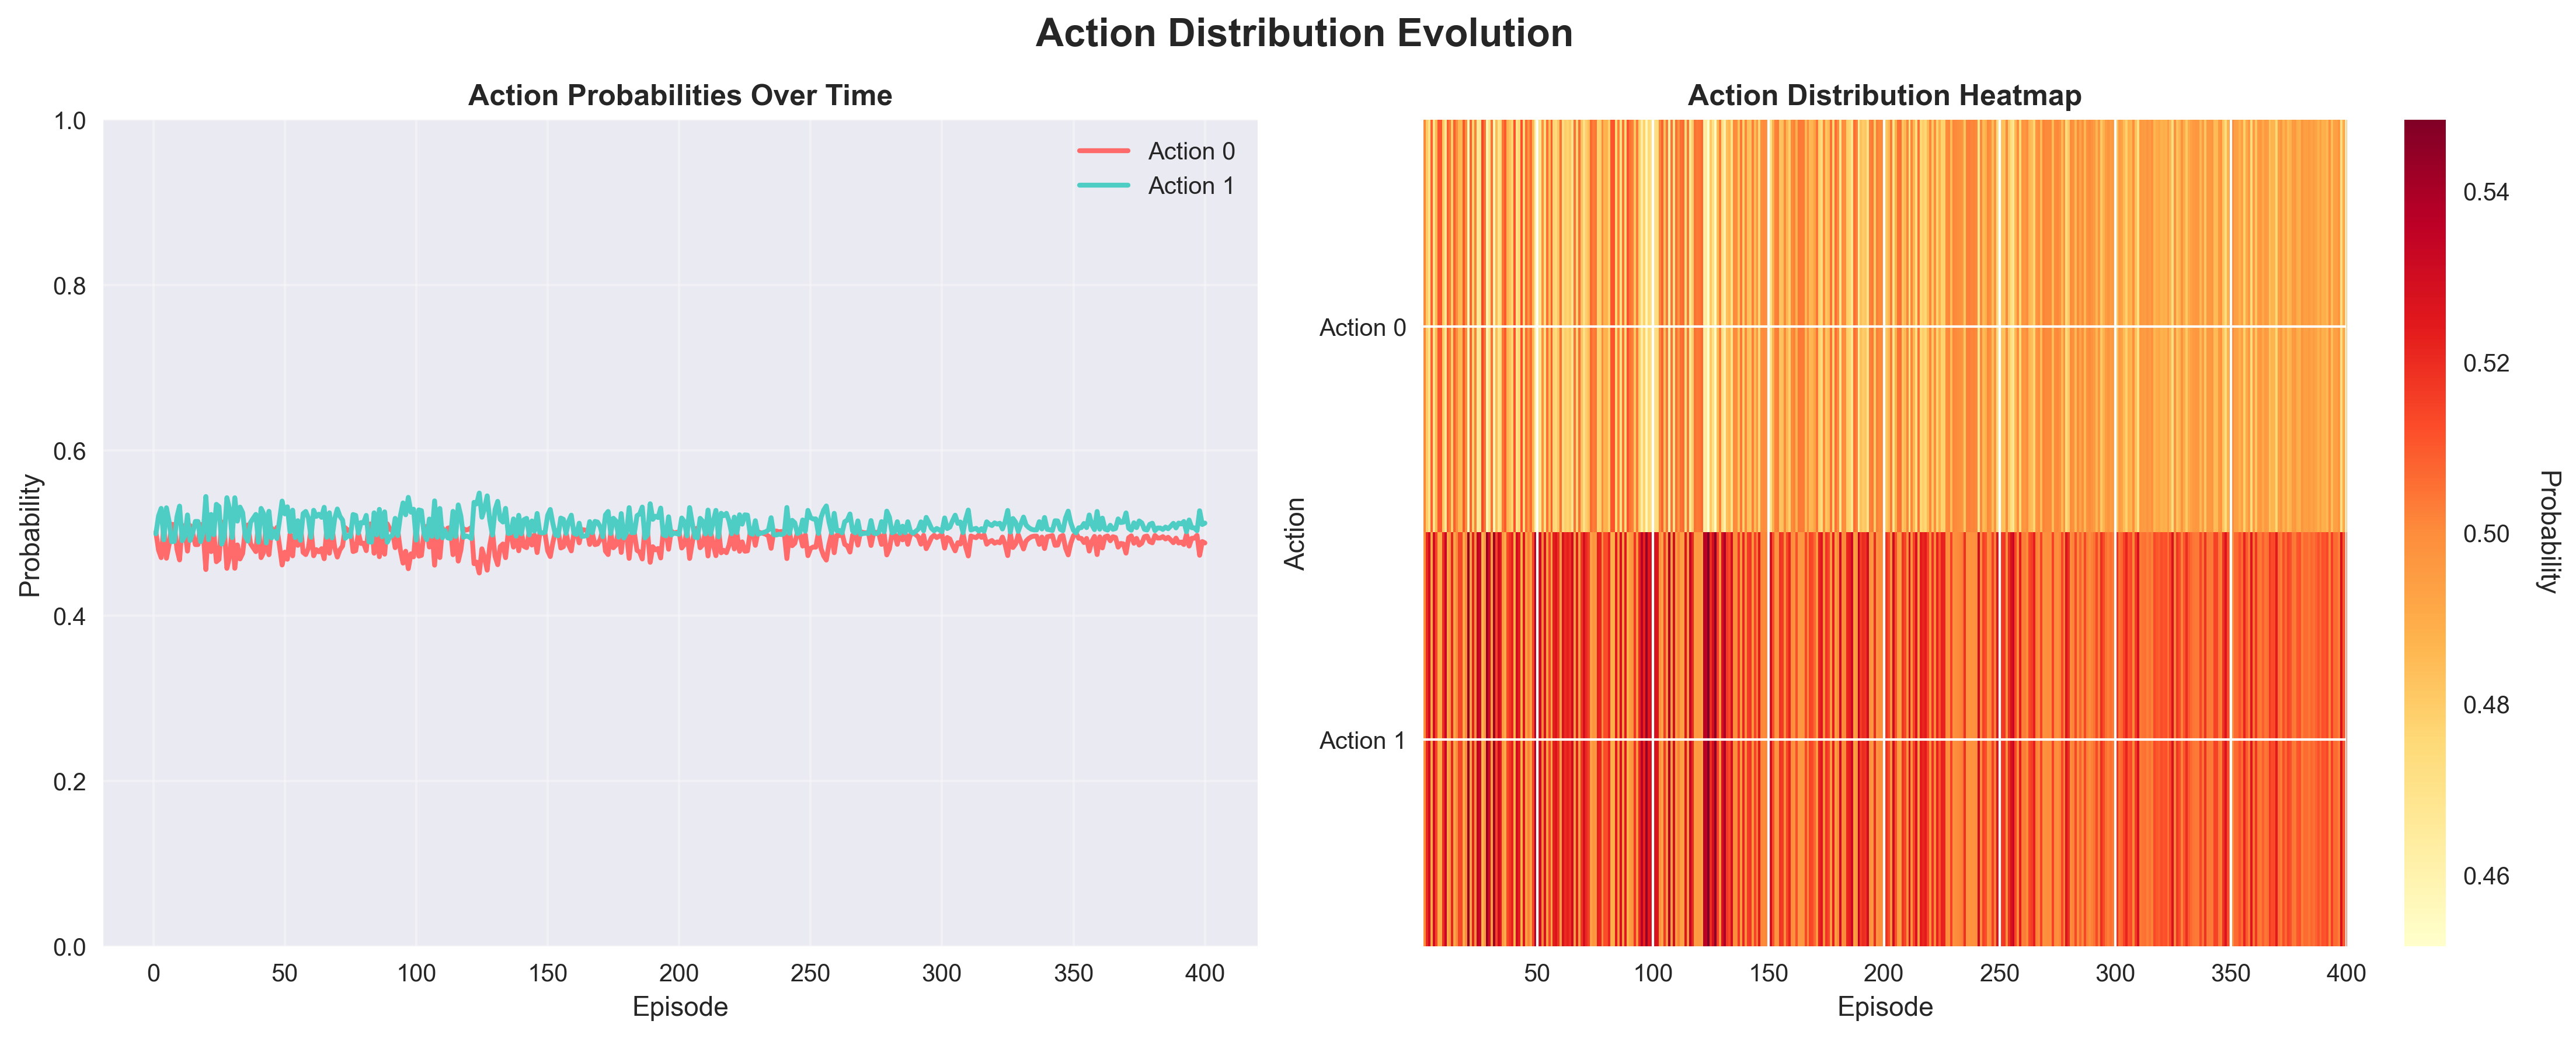 Action Distribution Evolution
Action Probabilities Over Time
1.0
0.8
0.6
0.4
0.2
0.0
Probability
0 50 100 150 200 250 300 350 400
Episode
Action 0
Action 1
Action Distribution Heatmap
Action
Action 0
Action 1
50 100 150 200 250 300 350 400
Episode
0.54
0.52
0.50
0.48
0.46
Probability